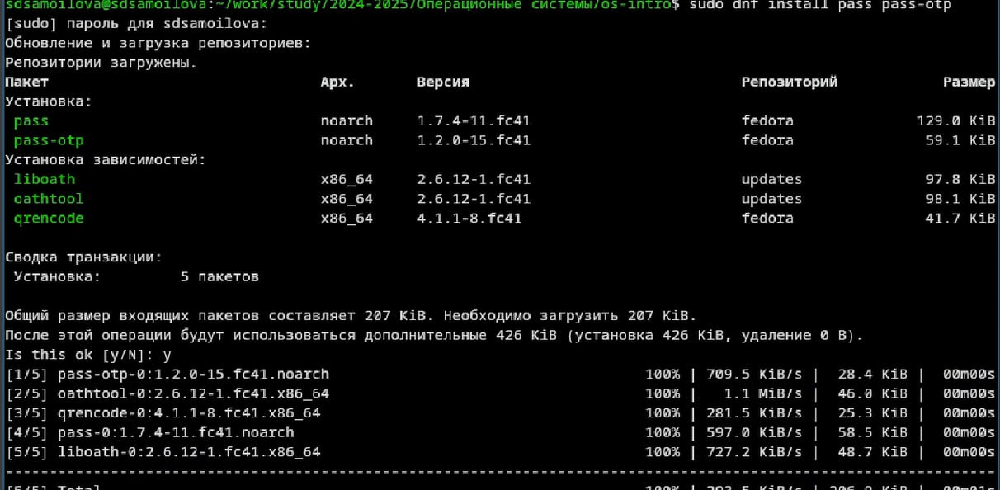 sdsamoilova@sdsamoilova:~/work/study/2024-2025/Операционные системы/os-intro$ sudo dnf install pass pass-otp
[sudo] пароль для sdsamoilova:
Обновление и загрузка репозиториев:
Репозитории загружены.
Пакет Арх. Версия Репозиторий Размер
Установка:
pass noarch 1.7.4-11.fc41 fedora 129.0 KiB
pass-otp noarch 1.2.0-15.fc41 fedora 59.1 KiB
Установка зависимостей:
liboath x86_64 2.6.12-1.fc41 updates 97.8 KiB
oathtool x86_64 2.6.12-1.fc41 updates 98.1 KiB
qrencode x86_64 4.1.1-8.fc41 fedora 41.7 KiB
Сводка транзакции:
Установка: 5 пакетов
Общий размер входящих пакетов составляет 207 KiB. Необходимо загрузить 207 KiB.
После этой операции будут использоваться дополнительные 426 KiB (установка 426 KiB, удаление 0 B).
Is this ok [y/N]: y
[1/5] pass-otp-0:1.2.0-15.fc41.noarch 100% | 709.5 KiB/s | 28.4 KiB | 00m00s
[2/5] oathtool-0:2.6.12-1.fc41.x86_64 100% | 1.1 MiB/s | 46.0 KiB | 00m00s
[3/5] qrencode-0:4.1.1-8.fc41.x86_64 100% | 281.5 KiB/s | 25.3 KiB | 00m00s
[4/5] pass-0:1.7.4-11.fc41.noarch 100% | 597.0 KiB/s | 58.5 KiB | 00m00s
[5/5] liboath-0:2.6.12-1.fc41.x86_64 100% | 727.2 KiB/s | 48.7 KiB | 00m00s
[5/5] Total 100% | 293.5 KiB/s | 206.9 KiB | 00m01s